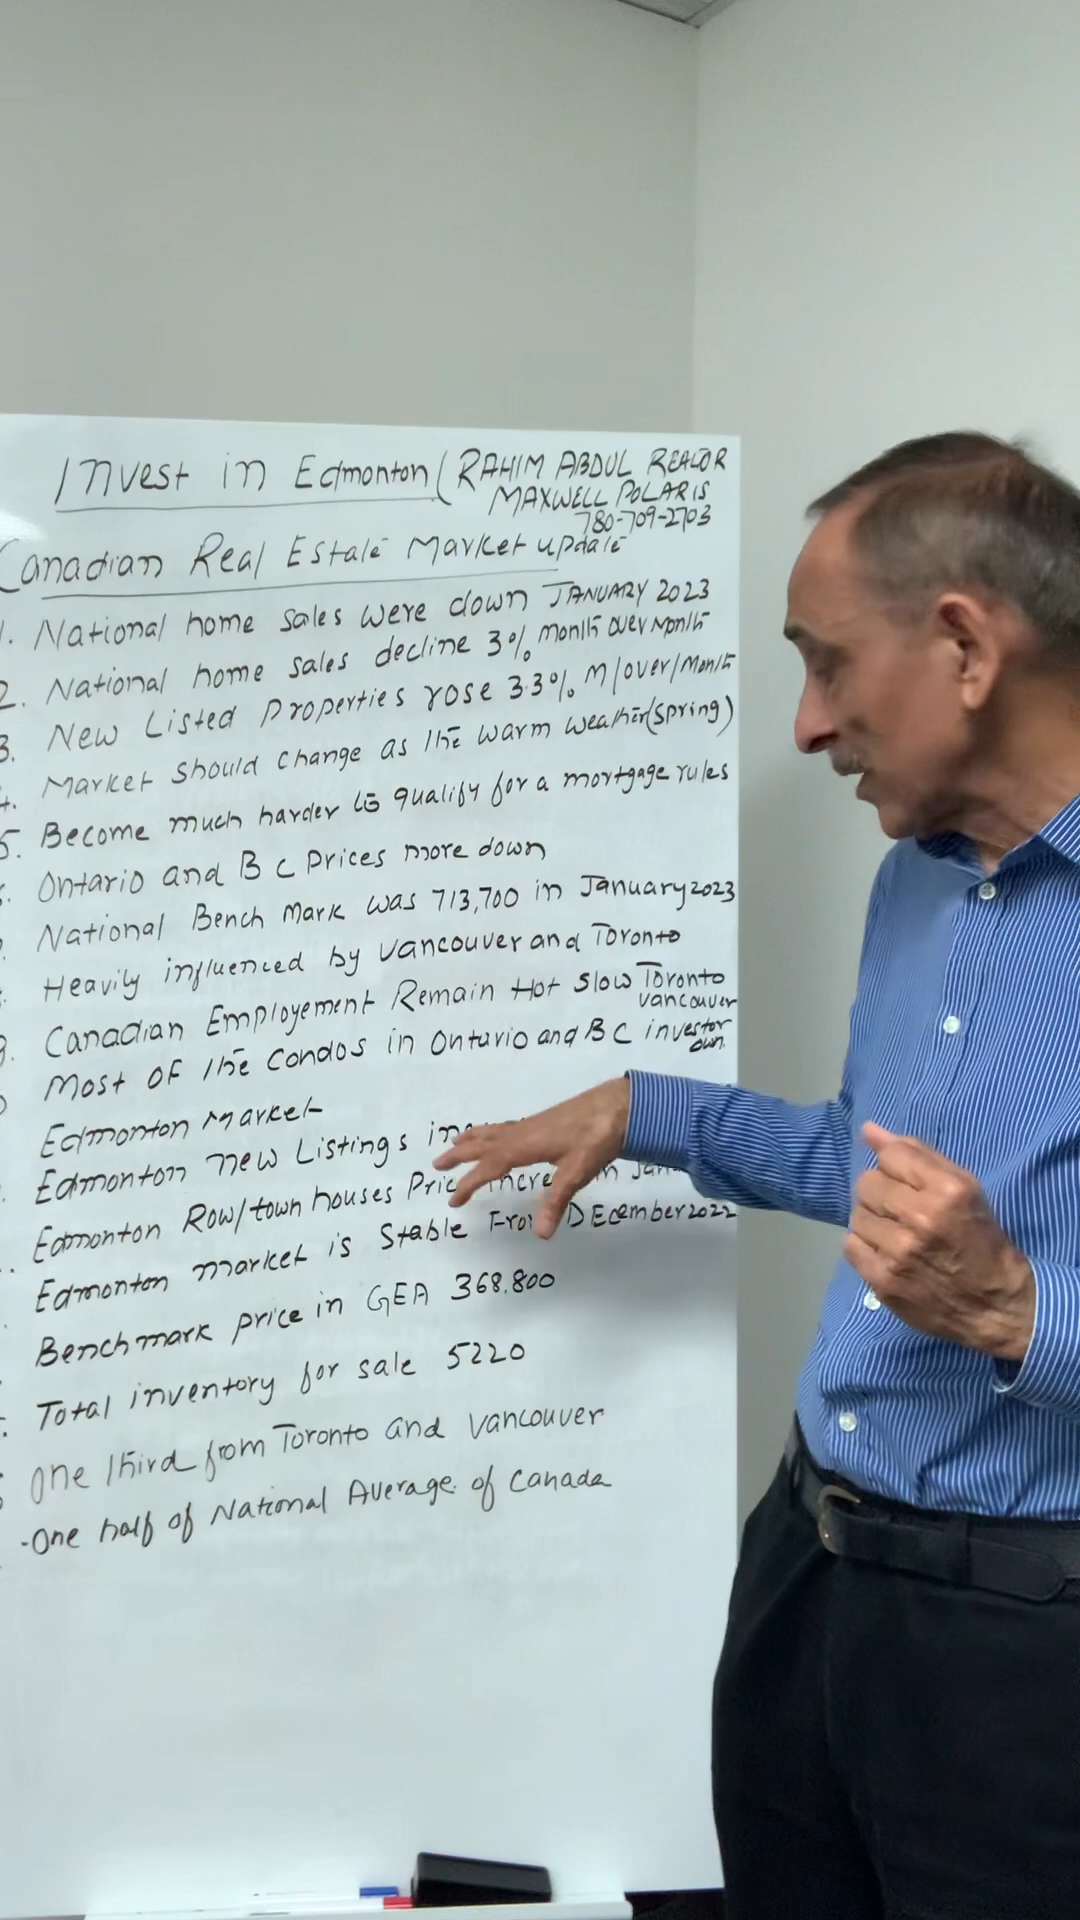 Invest in Edmonton (RAHIM ABDUL REALOR
MAXWELL POLARIS
780-709-2703
Canadian Real Estate Market update
1. National home sales were down JANUARY 2023
2. National home sales decline 3% month over Month
3. New Listed Properties rose 3.3% M/over/Month
4. Market should change as the warm weather (spring)
5. Become much harder to qualify for a mortgage rules
Ontario and B C Prices more down
National Bench Mark was 713,700 in January 2023
Heavily influenced by Vancouver and Toronto
Canadian Employement Remain Hot slow Toronto
Vancouver
Most of the Condos in Ontario and B C investor
own.
Edmonton Market
Edmonton new Listings
Edmonton Row/town houses
Edmonton market is Stable From DEcember 2022
Benchmark price in GEA 368,800
Total inventory for sale 5220
One third from Toronto and Vancouver
-One half of National Average of Canada